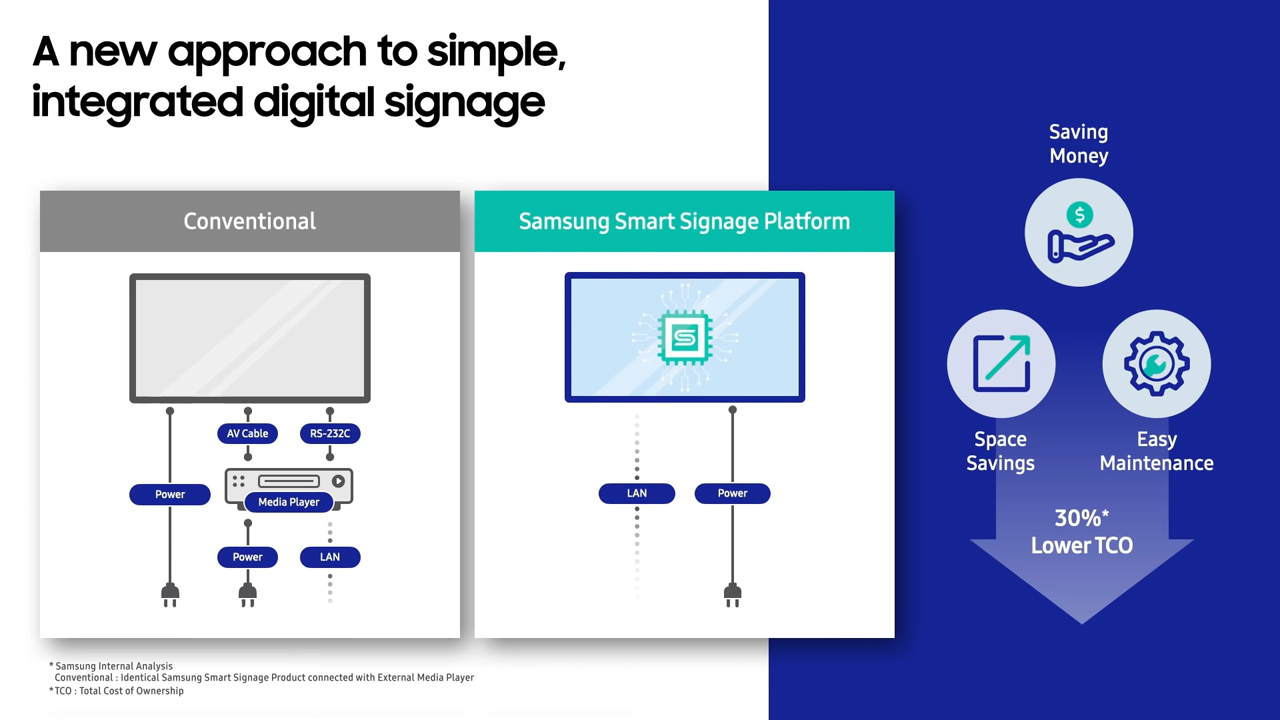 A new approach to simple,
integrated digital signage
Conventional
AV Cable
RS-232C
Power
Media Player
Power
LAN
Samsung Smart Signage Platform
S
LAN
Power
Saving
Money
$
Space
Savings
Easy
Maintenance
30%*
Lower TCO
* Samsung Internal Analysis
Conventional : Identical Samsung Smart Signage Product connected with External Media Player
*TCO : Total Cost of Ownership